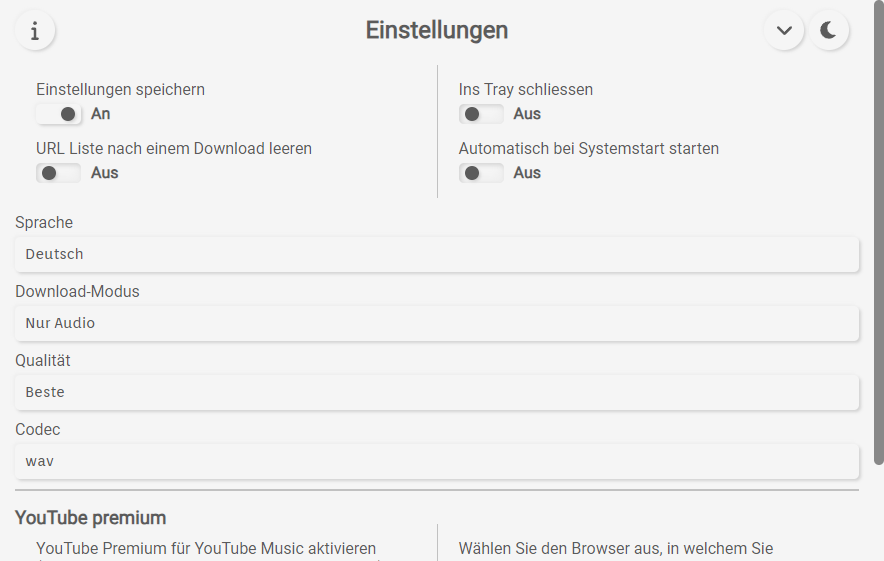 Einstellungen
Einstellungen speichern
An
URL Liste nach einem Download leeren
Aus
Ins Tray schliessen
Aus
Automatisch bei Systemstart starten
Aus
Sprache
Deutsch
Download-Modus
Nur Audio
Qualität
Beste
Codec
wav
YouTube premium
YouTube Premium für YouTube Music aktivieren
Wählen Sie den Browser aus, in welchem Sie